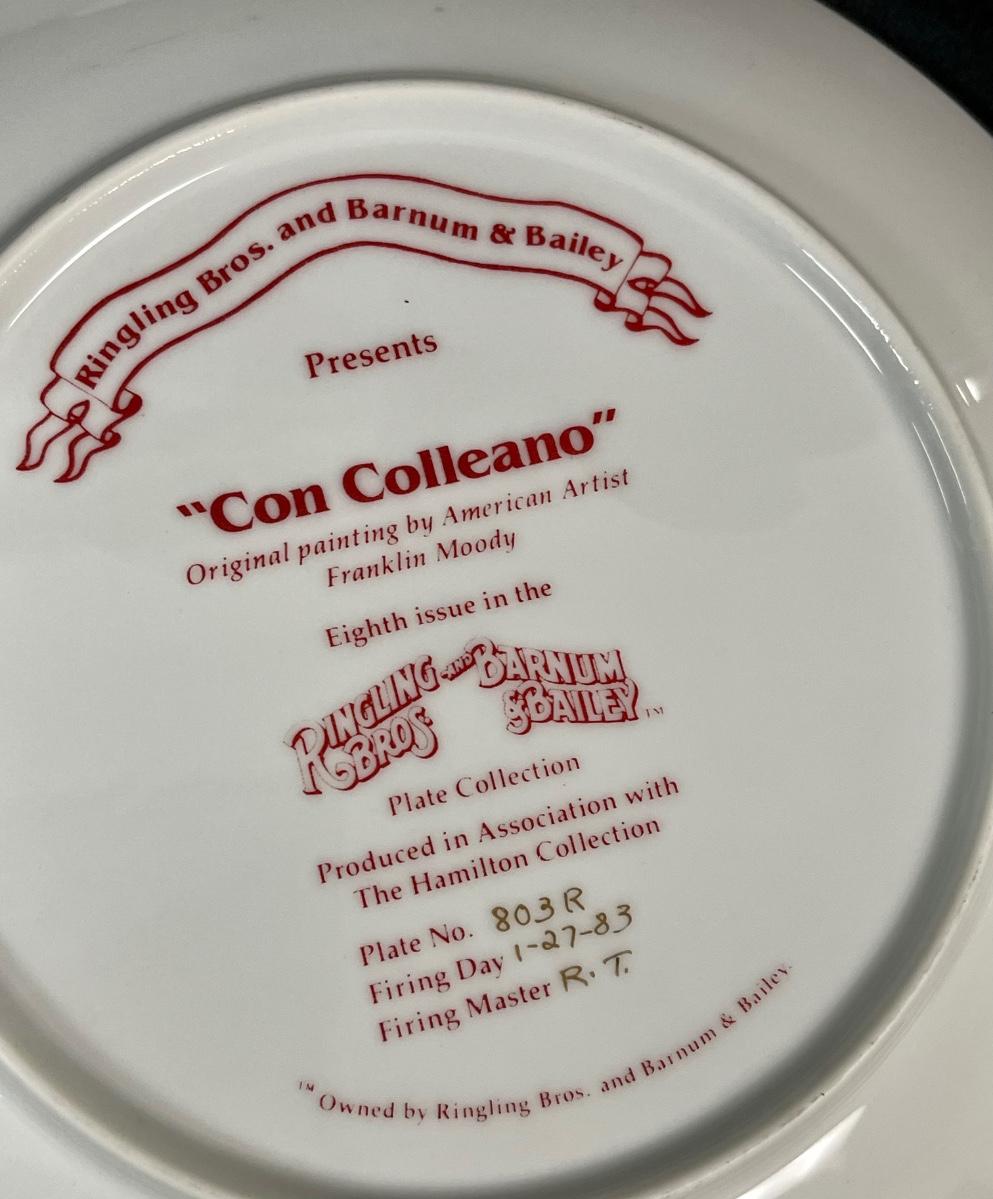 Ringling Bros. and Barnum & Bailey
Presents
"Con Colleano"
Original painting by American Artist
Franklin Moody
Eighth issue in the
RINGLING AND BARNUM
BROS & BAILEY TM
Plate Collection
Produced in Association with
The Hamilton Collection
Plate No. 803 R
Firing Day 1-27-83
Firing Master R. T.
TM Owned by Ringling Bros. and Barnum & Bailey.